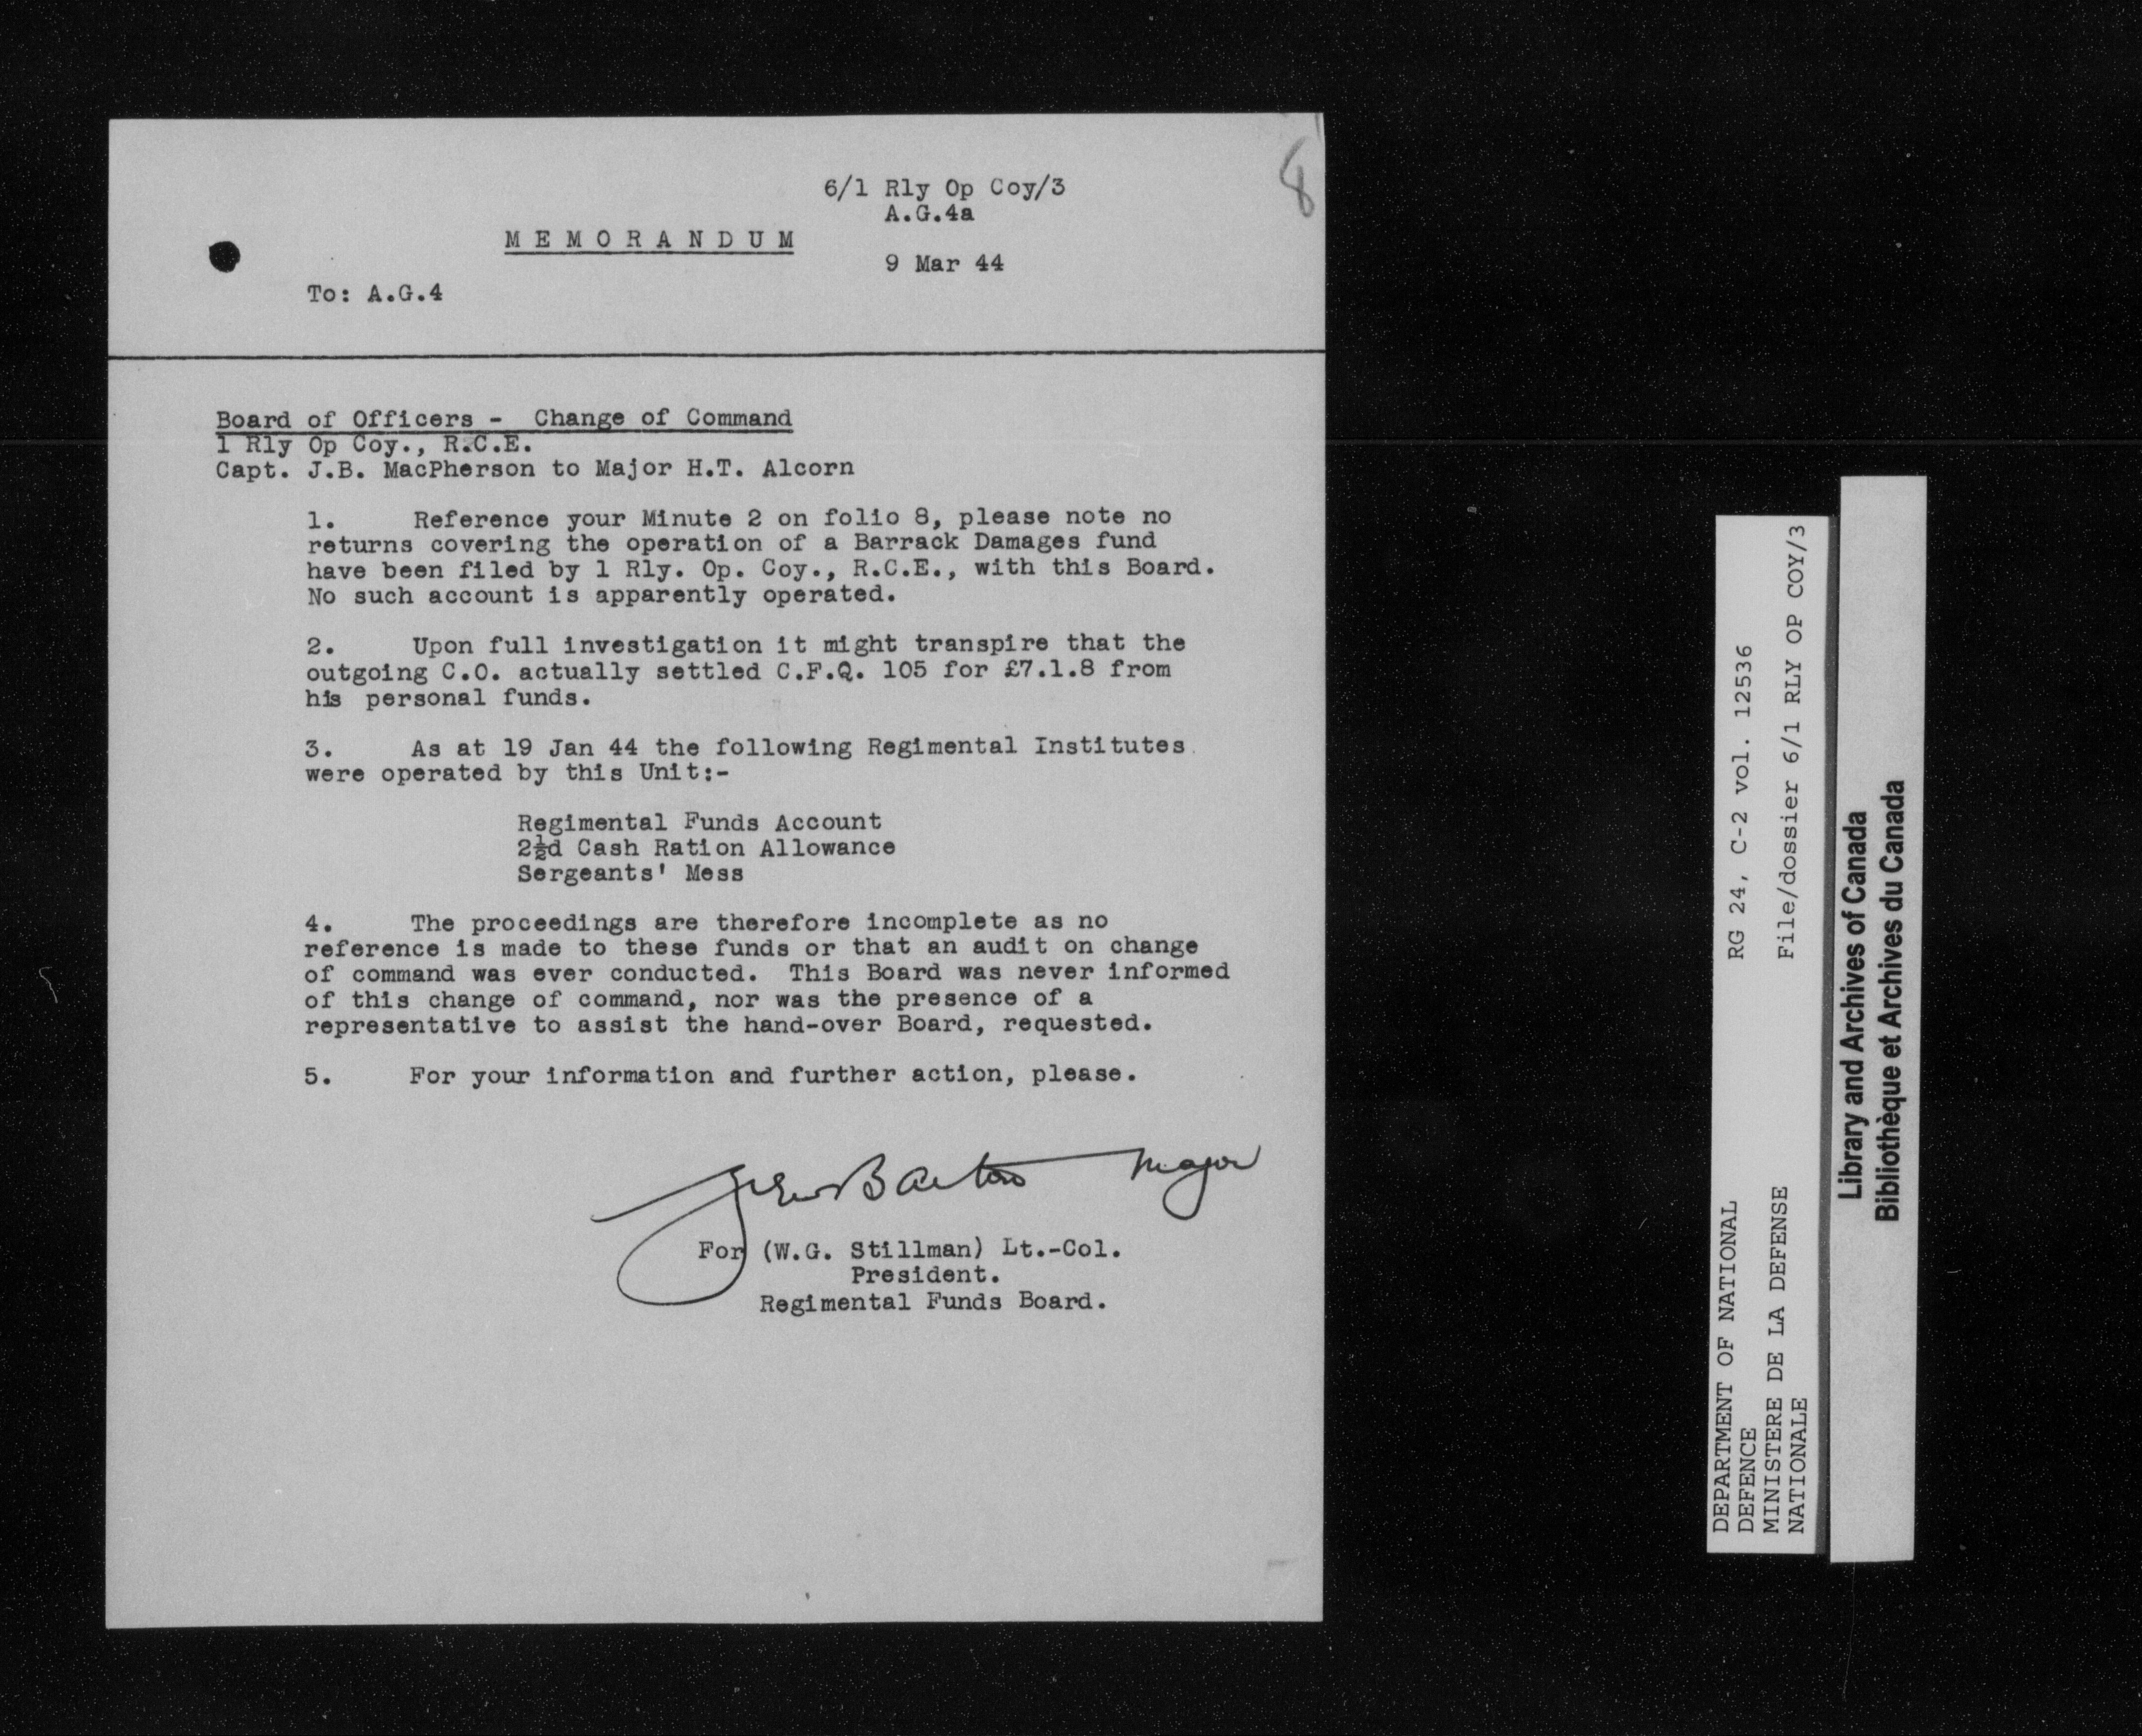 8
6/1 Rly Op Coy/3
A.G.4a
MEMORANDUM
9 Mar 44
To: A.G.4
Board of Officers - Change of Command
1 Rly Op Coy., R.C.E.
Capt. J.B. MacPherson to Major H.T. Alcorn
1. Reference your Minute 2 on folio 8, please note no
returns covering the operation of a Barrack Damages fund
have been filed by 1 Rly. Op. Coy., R.C.E., with this Board.
No such account is apparently operated.
2. Upon full investigation it might transpire that the
outgoing C.O. actually settled C.F.Q. 105 for £7.1.8 from
his personal funds.
3. As at 19 Jan 44 the following Regimental Institutes
were operated by this Unit:-
Regimental Funds Account
2½d Cash Ration Allowance
Sergeants' Mess
4. The proceedings are therefore incomplete as no
reference is made to these funds or that an audit on change
of command was ever conducted. This Board was never informed
of this change of command, nor was the presence of a
representative to assist the hand-over Board, requested.
5. For your information and further action, please.
Major
For (W.G. Stillman) Lt.-Col.
President.
Regimental Funds Board.
DEPARTMENT OF NATIONAL
DEFENCE
MINISTERE DE LA DEFENSE
NATIONALE
RG 24, C-2 vol. 12536
File/dossier 6/1 RLY OP COY/3
Library and Archives of Canada
Bibliothèque et Archives du Canada